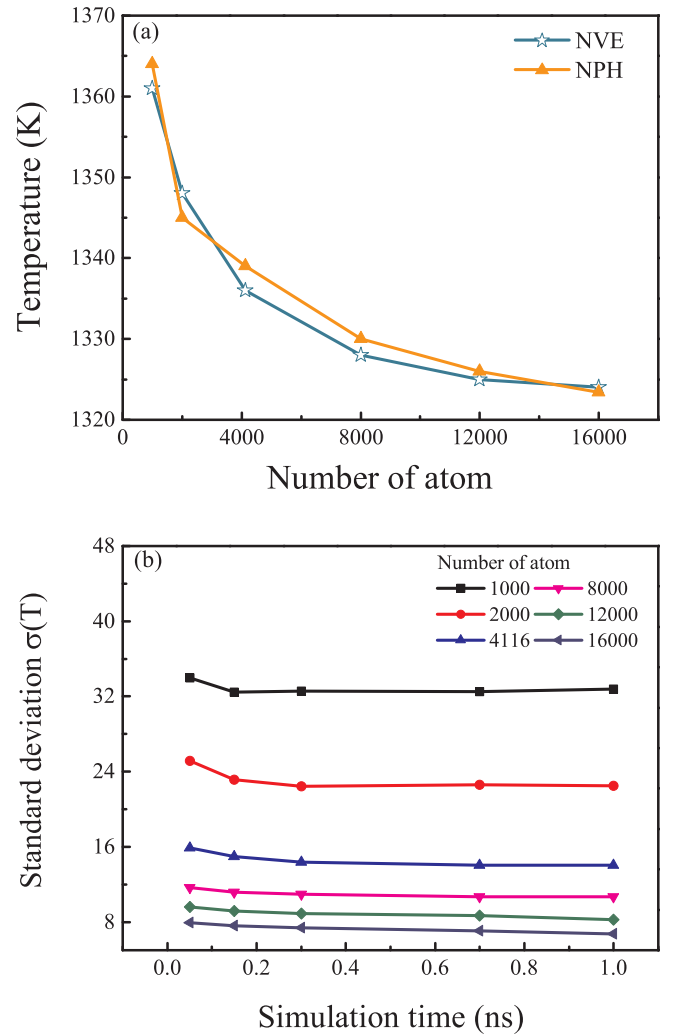 (a)
NVE
NPH
1370
1360
1350
1340
1330
1320
Temperature (K)
0 4000 8000 12000 16000
Number of atom
(b)
Number of atom
1000 8000
2000 12000
4116 16000
48
40
32
24
16
8
Standard deviation σ(T)
0.0 0.2 0.4 0.6 0.8 1.0
Simulation time (ns)